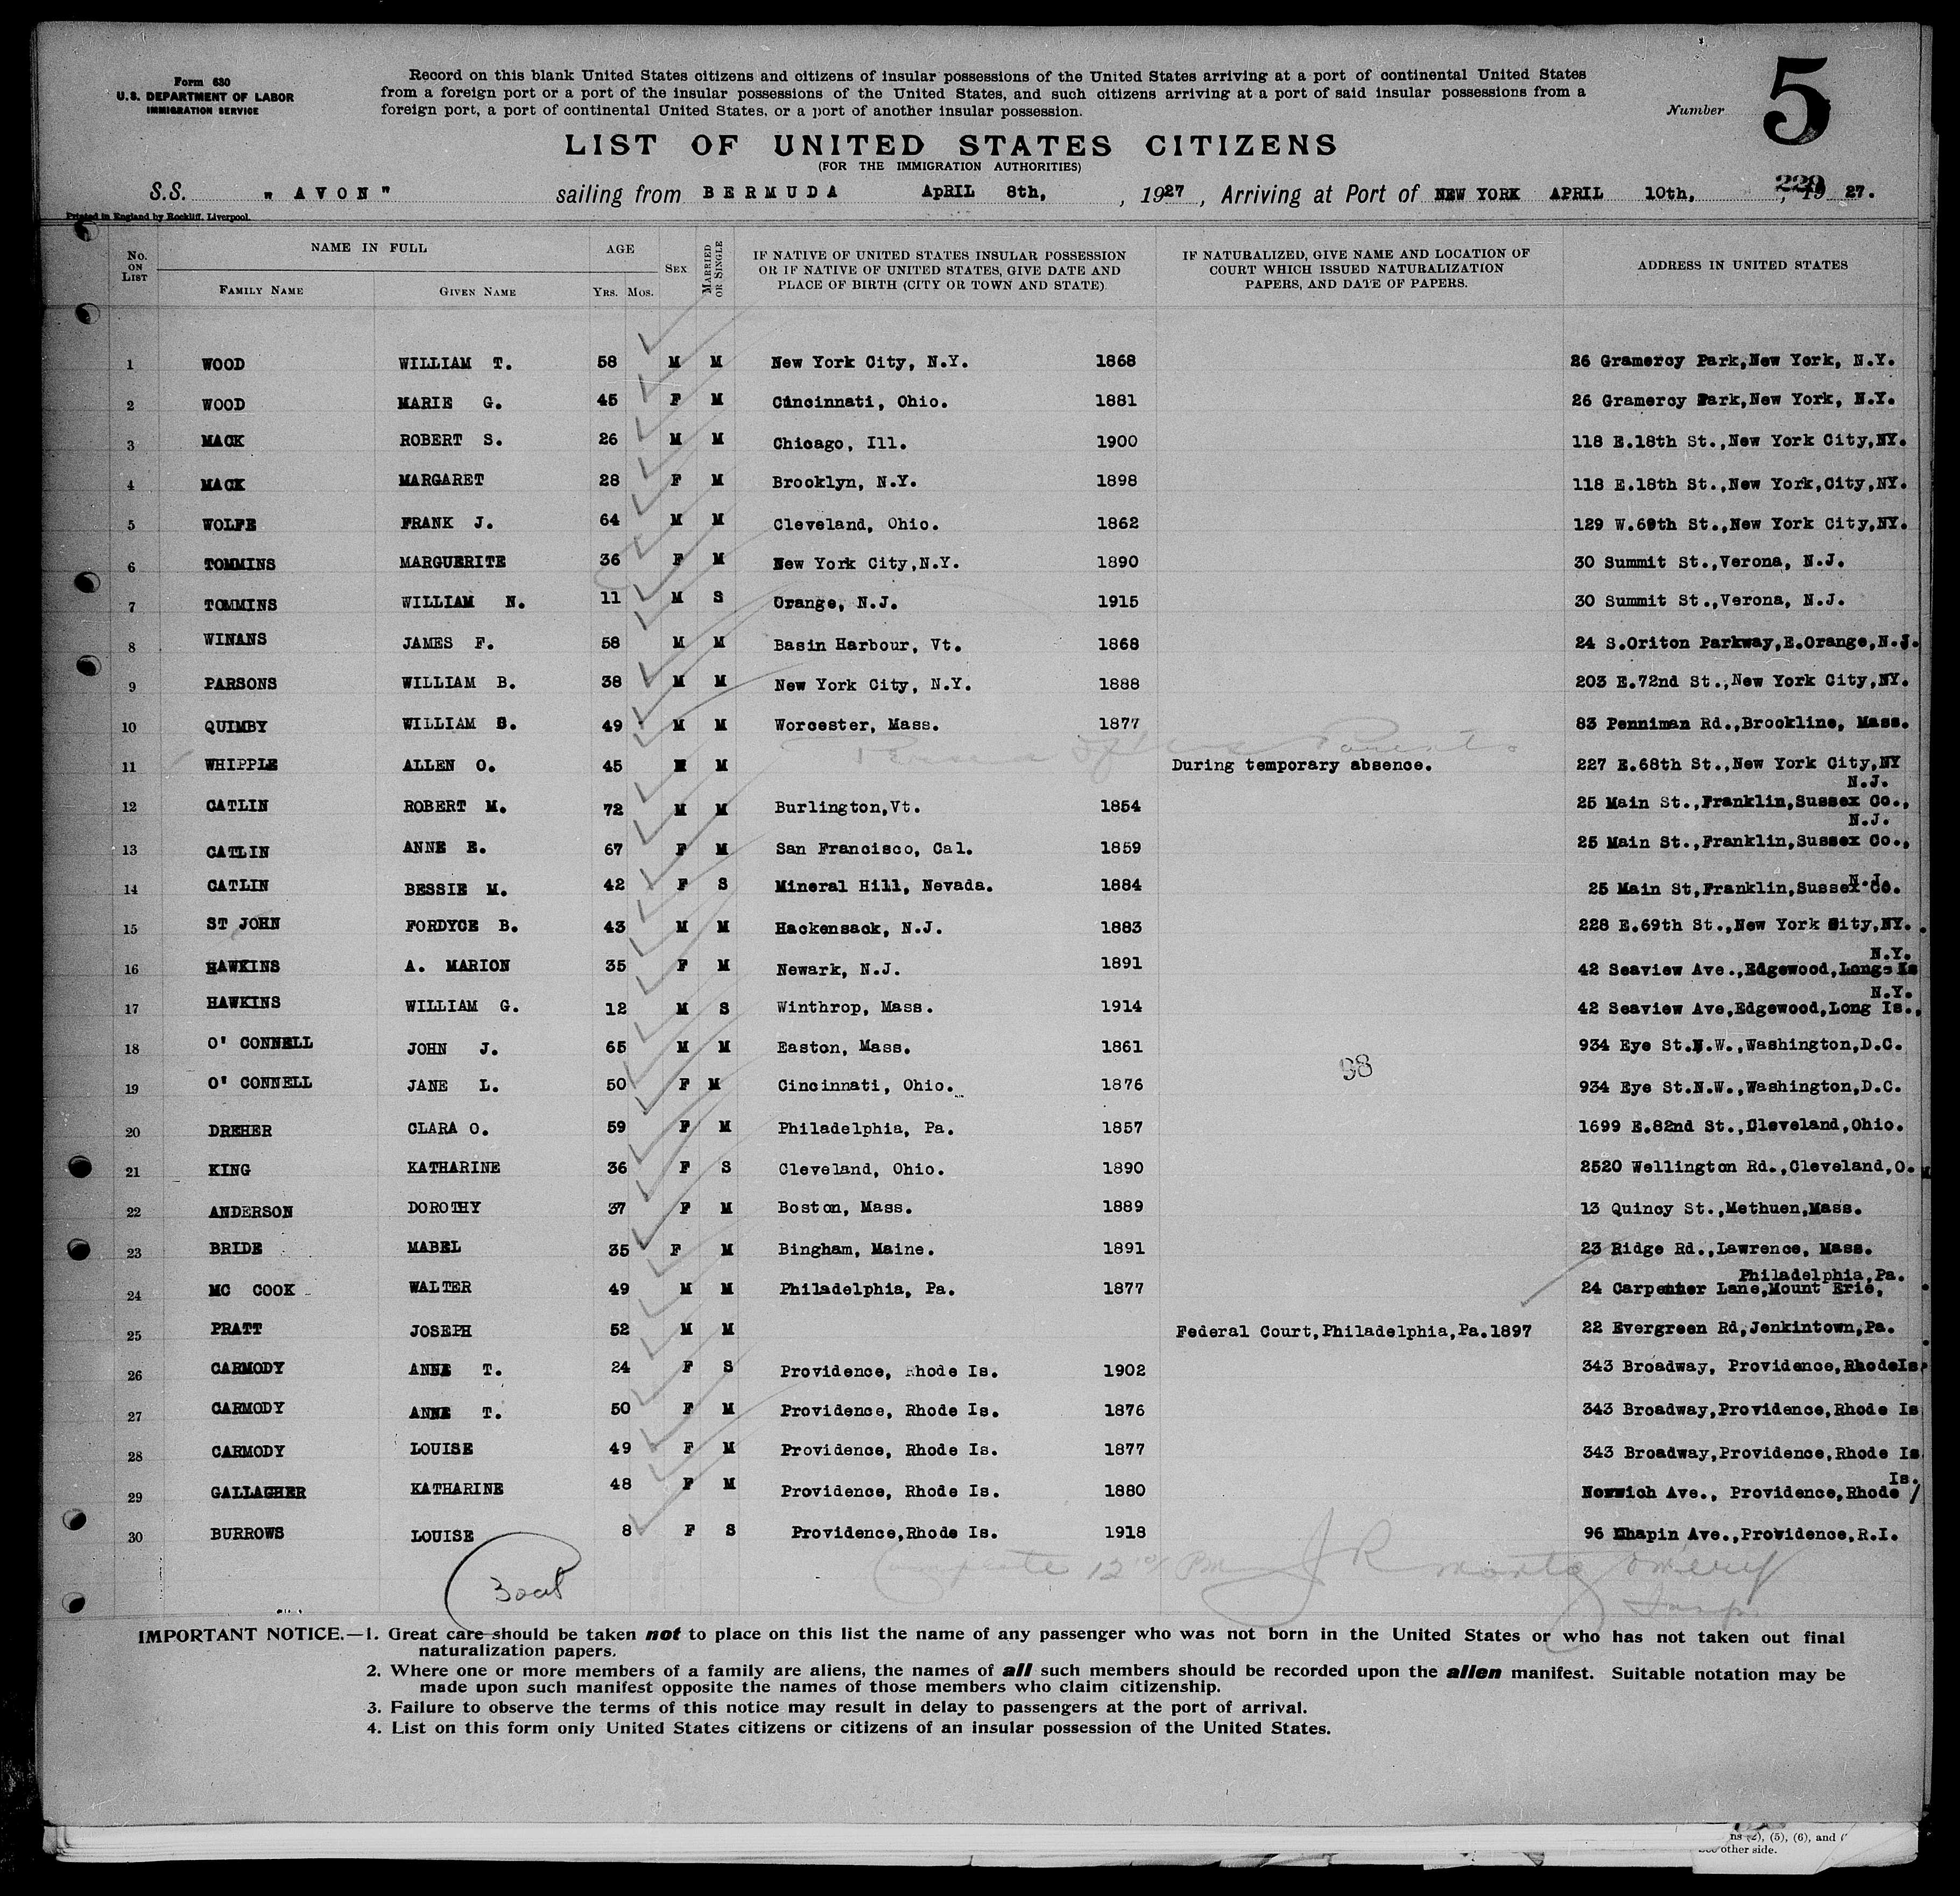 Form 630
U.S. DEPARTMENT OF LABOR
IMMIGRATION SERVICE
Record on this blank United States citizens and citizens of insular possessions of the United States arriving at a port of continental United States
from a foreign port or a port of the insular possessions of the United States, and such citizens arriving at a port of said insular possessions from a
foreign port, a port of continental United States, or a port of another insular possession.
Number 5
LIST OF UNITED STATES CITIZENS
(FOR THE IMMIGRATION AUTHORITIES)
S.S. "AVON" sailing from BERMUDA ApRIL 8th, , 1927 , Arriving at Port of NEW YORK APRIL 10th, , 19 27.
229
Printed in England by Rockliff, Liverpool.
No. ON LIST NAME IN FULL FAMILY NAME GIVEN NAME AGE YRS. MOS. SEX MARRIED OR SINGLE IF NATIVE OF UNITED STATES INSULAR POSSESSION OR IF NATIVE OF UNITED STATES, GIVE DATE AND PLACE OF BIRTH (CITY OR TOWN AND STATE) IF NATURALIZED, GIVE NAME AND LOCATION OF COURT WHICH ISSUED NATURALIZATION PAPERS, AND DATE OF PAPERS. ADDRESS IN UNITED STATES
1 WOOD WILLIAM T. 58 M M New York City, N.Y. 1868 26 Gramercy Park,New York, N.Y.
2 WOOD MARIE G. 45 F M Cincinnati, Ohio. 1881 26 Gramercy Park,New York, N.Y.
3 MACK ROBERT S. 26 M M Chicago, Ill. 1900 118 E.18th St.,New York City,NY.
4 MACK MARGARET 28 F M Brooklyn, N.Y. 1898 118 E.18th St.,New York,City,NY.
5 WOLFE FRANK J. 64 M M Cleveland, Ohio. 1862 129 W.69th St.,New York City,NY.
6 TOMMINS MARGUERITE 36 F M New York City,N.Y. 1890 30 Summit St.,Verona, N.J.
7 TOMMINS WILLIAM N. 11 M S Orange, N.J. 1915 30 Summit St.,Verona, N.J.
8 WINANS JAMES F. 58 M M Basin Harbour, Vt. 1868 24 S.Oriton Parkway,E.Orange,N.J.
9 PARSONS WILLIAM B. 38 M M New York City, N.Y. 1888 203 E.72nd St.,New York City,NY.
10 QUIMBY WILLIAM S. 49 M M Worcester, Mass. 1877 83 Penniman Rd.,Brookline, Mass.
11 WHIPPLE ALLEN O. 45 M M During temporary absence. 227 E.68th St.,New York City,NY
N.J.
12 CATLIN ROBERT M. 72 M M Burlington,Vt. 1854 25 Main St.,Franklin,Sussex Co.,
N.J.
13 CATLIN ANNE E. 67 F M San Francisco, Cal. 1859 25 Main St.,Franklin,Sussex Co.,
N.J.
14 CATLIN BESSIE M. 42 F S Mineral Hill, Nevada. 1884 25 Main St,Franklin,Sussex Co.
15 ST JOHN FORDYCE B. 43 M M Hackensack, N.J. 1883 228 E.69th St.,New York City,NY.
N.Y.
16 HAWKINS A. MARION 35 F M Newark, N.J. 1891 42 Seaview Ave.,Edgewood,Long Is
N.Y.
17 HAWKINS WILLIAM G. 12 M S Winthrop, Mass. 1914 42 Seaview Ave,Edgewood,Long Is.,
18 O' CONNELL JOHN J. 65 M M Easton, Mass. 1861 934 Eye St.N.W.,Washington,D.C.
98
19 O' CONNELL JANE L. 50 F M Cincinnati, Ohio. 1876 934 Eye St.N.W.,Washington,D.C.
20 DREHER CLARA O. 59 F M Philadelphia, Pa. 1857 1699 E.82nd St.,Cleveland,Ohio.
21 KING KATHARINE 36 F S Cleveland, Ohio. 1890 2520 Wellington Rd.,Cleveland,O.
22 ANDERSON DOROTHY 37 F M Boston, Mass. 1889 13 Quincy St.,Methuen,Mass.
23 BRIDE MABEL 35 F M Bingham, Maine. 1891 23 Ridge Rd.,Lawrence, Mass.
Philadelphia,Pa.
24 MC COOK WALTER 49 M M Philadelphia, Pa. 1877 24 Carpenter Lane,Mount Erie,
25 PRATT JOSEPH 52 M M Federal Court,Philadelphia,Pa.1897 22 Evergreen Rd,Jenkintown,Pa.
26 CARMODY ANNE T. 24 F S Providence, Rhode Is. 1902 343 Broadway, Providence,RhodeIs.
27 CARMODY ANNE T. 50 F M Providence, Rhode Is. 1876 343 Broadway,Providence,Rhode Is
28 CARMODY LOUISE 49 F M Providence, Rhode Is. 1877 343 Broadway,Providence,Rhode Is
Is.
29 GALLAGHER KATHARINE 48 F M Providence, Rhode Is. 1880 Norwich Ave., Providence,Rhode /
30 BURROWS LOUISE 8 F S Providence,Rhode Is. 1918 96 Chapin Ave.,Providence,R.I.
Complete 12 PM J R Montgomery
Insp.
IMPORTANT NOTICE.—1. Great care should be taken not to place on this list the name of any passenger who was not born in the United States or who has not taken out final
naturalization papers.
2. Where one or more members of a family are aliens, the names of all such members should be recorded upon the alien manifest. Suitable notation may be
made upon such manifest opposite the names of those members who claim citizenship.
3. Failure to observe the terms of this notice may result in delay to passengers at the port of arrival.
4. List on this form only United States citizens or citizens of an insular possession of the United States.
(5), (6), and
other side.